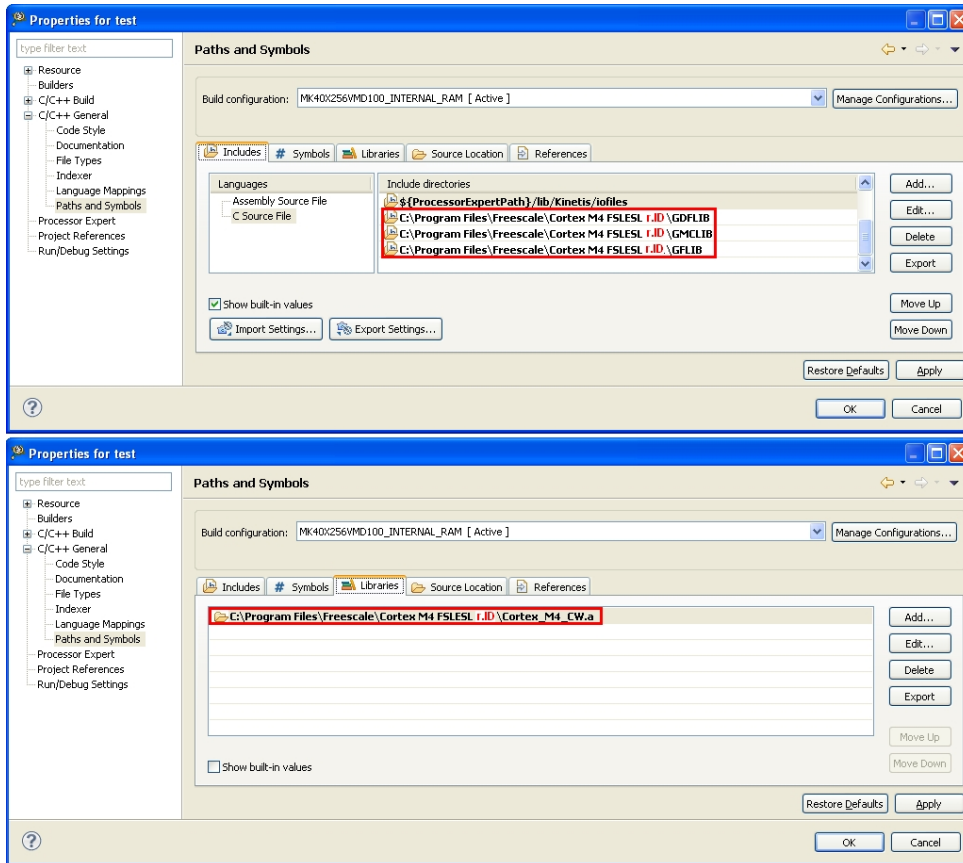 Properties for test
type filter text
Paths and Symbols
Resource
Builders
C/C++ Build
C/C++ General
Code Style
Documentation
File Types
Indexer
Language Mappings
Paths and Symbols
Processor Expert
Project References
Run/Debug Settings
Build configuration: MK40X256VMD100_INTERNAL_RAM [ Active ]
Manage Configurations...
Includes # Symbols Libraries Source Location References
Languages
Assembly Source File
C Source File
Include directories
${ProcessorExpertPath}/lib/Kinetis/iofiles
C:\Program Files\Freescale\Cortex M4 FSLESL r.ID \GDFLIB
C:\Program Files\Freescale\Cortex M4 FSLESL r.ID \GMCLIB
C:\Program Files\Freescale\Cortex M4 FSLESL r.ID \GFLIB
Add...
Edit...
Delete
Export
Show built-in values
Move Up
Import Settings... Export Settings...
Move Down
Restore Defaults Apply
?
OK Cancel
Properties for test
type filter text
Paths and Symbols
Resource
Builders
C/C++ Build
C/C++ General
Code Style
Documentation
File Types
Indexer
Language Mappings
Paths and Symbols
Processor Expert
Project References
Run/Debug Settings
Build configuration: MK40X256VMD100_INTERNAL_RAM [ Active ]
Manage Configurations...
Includes # Symbols Libraries Source Location References
C:\Program Files\Freescale\Cortex M4 FSLESL r.ID \Cortex_M4_CW.a
Add...
Edit...
Delete
Export
Move Up
Move Down
Show built-in values
Restore Defaults Apply
?
OK Cancel